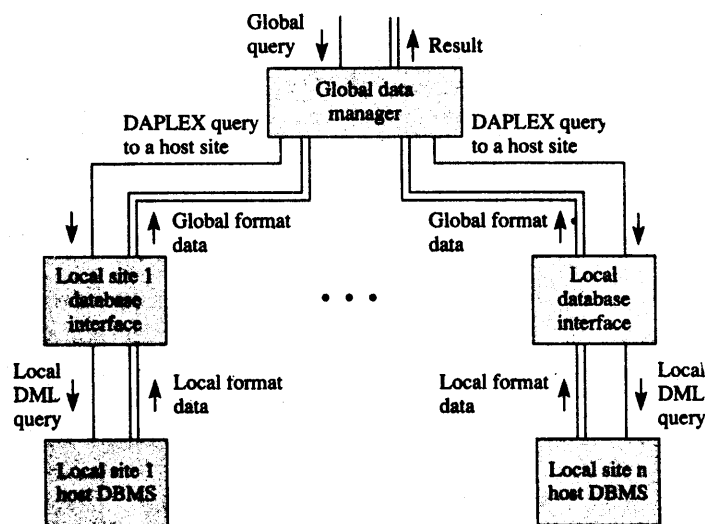 Global
query
Result
Global data
manager
DAPLEX query
to a host site
DAPLEX query
to a host site
Global format
data
Global format
data
Local site 1
database
interface
Local
database
interface
Local
DML
query
Local format
data
Local format
data
Local
DML
query
Local site 1
host DBMS
Local site n
host DBMS